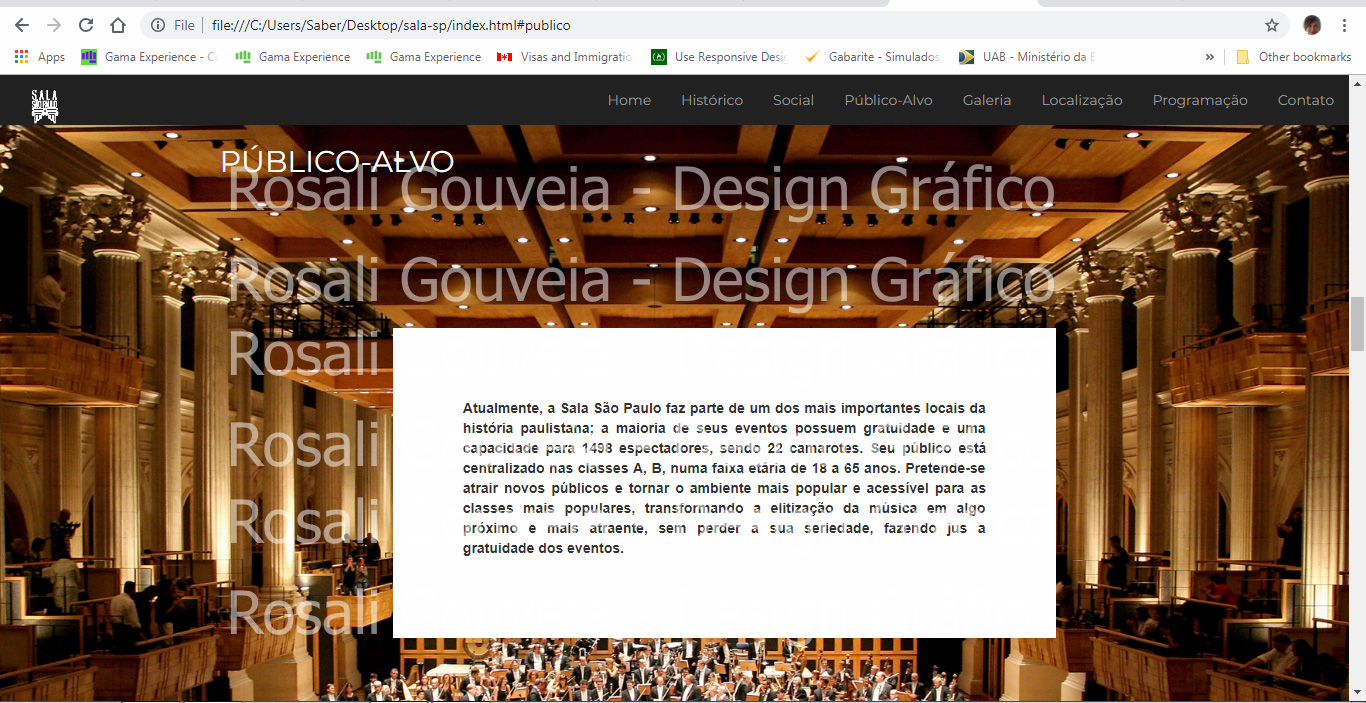 File file:///C:/Users/Saber/Desktop/sala-sp/index.html#publico
Apps Gama Experience - Co Gama Experience Gama Experience Visas and Immigratio Use Responsive Desig Gabarite - Simulados, UAB - Ministério da E » Other bookmarks
SALA
SÃO PAULO
Home Histórico Social Público-Alvo Galeria Localização Programação Contato
PÚBLICO-ALVO
Rosali Gouveia - Design Gráfico
Rosali Gouveia - Design Gráfico
Rosali Gouveia - Design Gráfico
Atualmente, a Sala São Paulo faz parte de um dos mais importantes locais da
história paulistana; a maioria de seus eventos possuem gratuidade e uma
capacidade para 1498 espectadores, sendo 22 camarotes. Seu público está
centralizado nas classes A, B, numa faixa etária de 18 a 65 anos. Pretende-se
atrair novos públicos e tornar o ambiente mais popular e acessível para as
classes mais populares, transformando a elitização da música em algo
próximo e mais atraente, sem perder a sua seriedade, fazendo jus a
gratuidade dos eventos.
Rosali
Rosali
Rosali